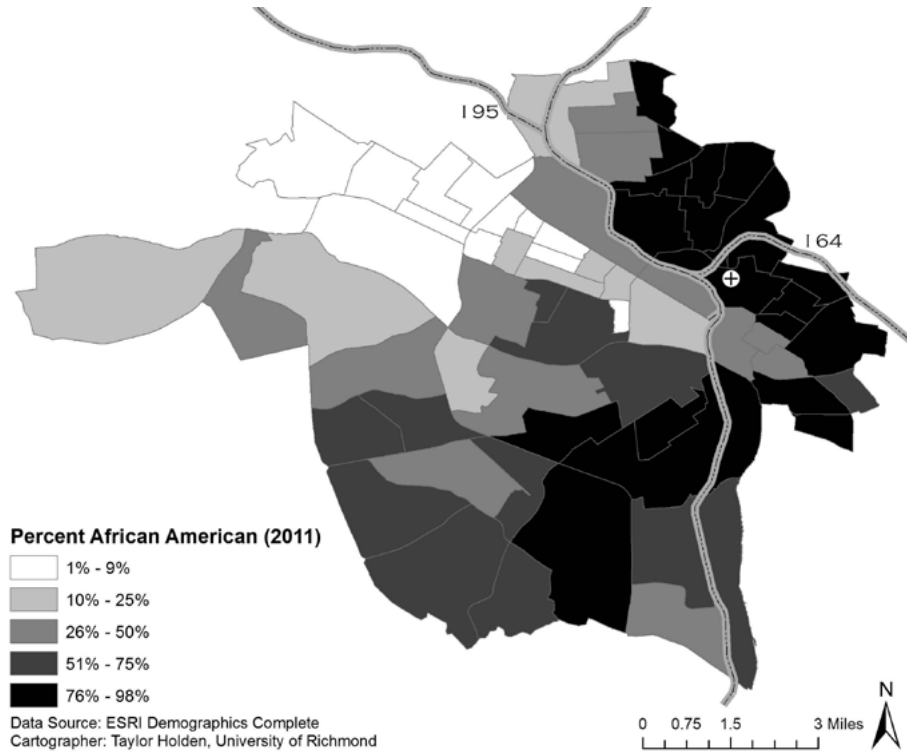 I 95
I 64
Percent African American (2011)
1% - 9%
10% - 25%
26% - 50%
51% - 75%
76% - 98%
Data Source: ESRI Demographics Complete
Cartographer: Taylor Holden, University of Richmond
0 0.75 1.5 3 Miles
N